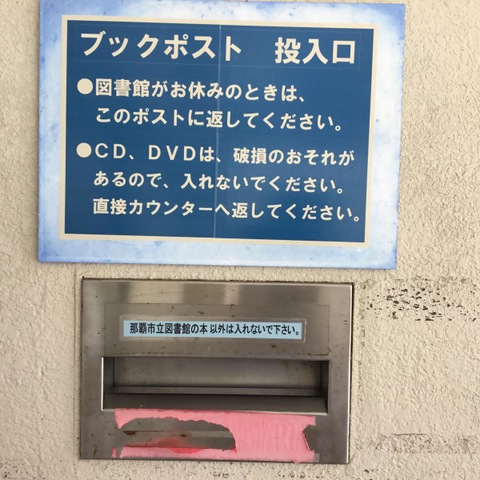 ブックポスト 投入口
●図書館がお休みのときは、
このポストに返してください。
●CD、DVDは、破損のおそれが
あるので、入れないでください。
直接カウンターへ返してください。
那覇市立図書館の本以外は入れないで下さい。